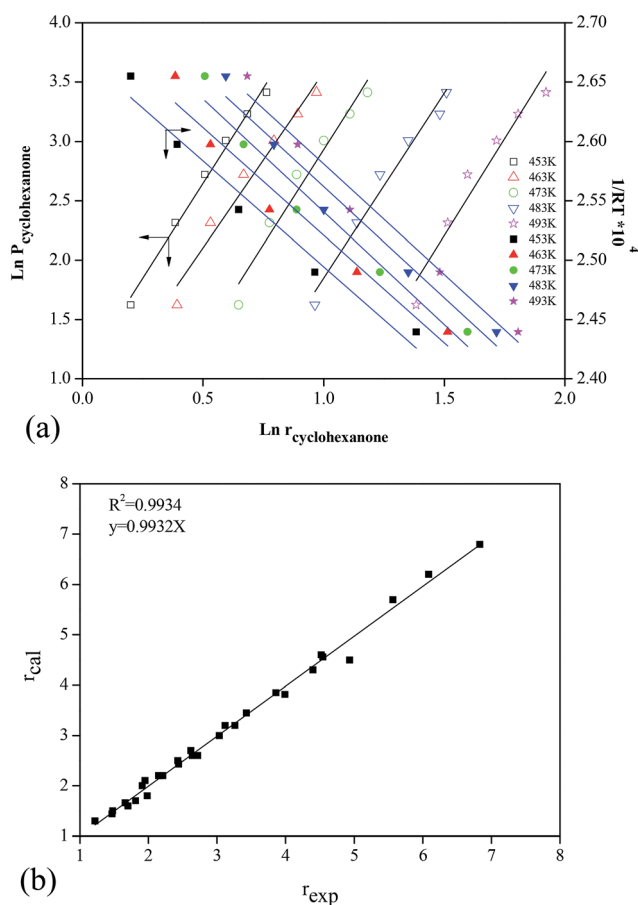 (a)
4.0
3.5
3.0
2.5
2.0
1.5
1.0
Ln P cyclohexanone
0.0 0.5 1.0 1.5 2.0
Ln r cyclohexanone
2.70
2.65
2.60
2.55
2.50
2.45
2.40
1/RT*10^4
453K
463K
473K
483K
493K
453K
463K
473K
483K
493K
(b)
R²=0.9934
y=0.9932X
8
7
6
5
4
3
2
1
r cal
1 2 3 4 5 6 7 8
r exp